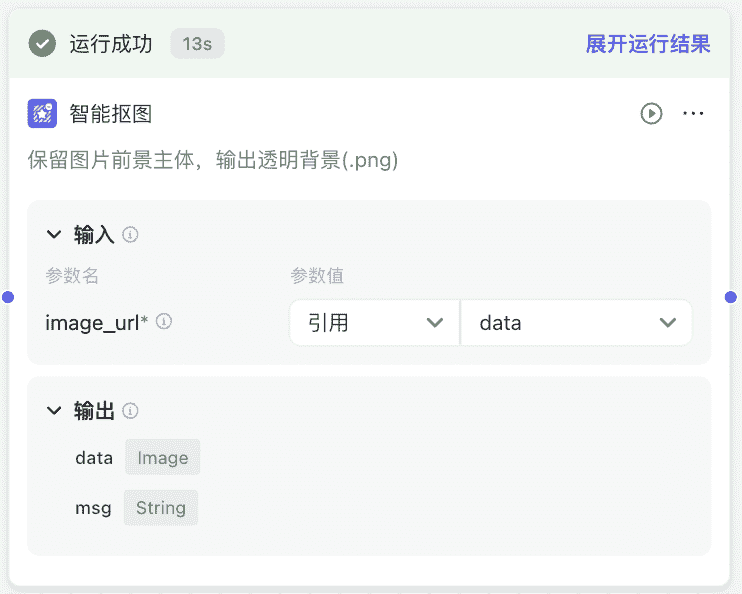 运行成功 13s 展开运行结果
智能抠图
保留图片前景主体，输出透明背景(.png)
输入
参数名 参数值
image_url* 引用 data
输出
data Image
msg String